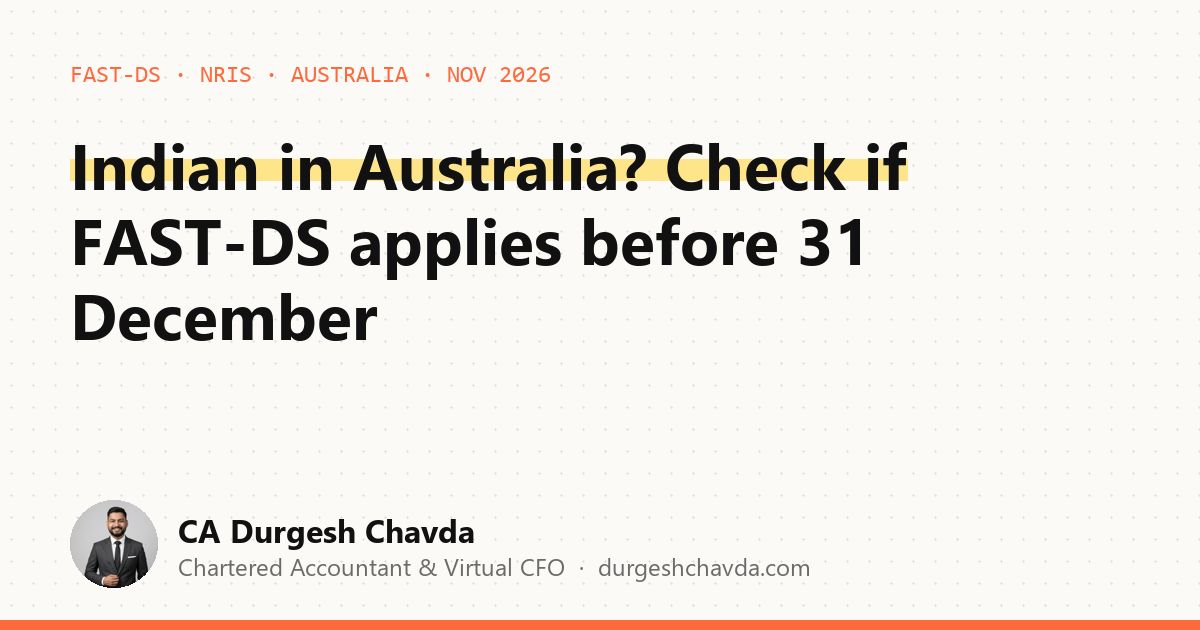 FAST-DS · NRIS · AUSTRALIA · NOV 2026
Indian in Australia? Check if
FAST-DS applies before 31
December
CA Durgesh Chavda
Chartered Accountant & Virtual CFO · durgeshchavda.com